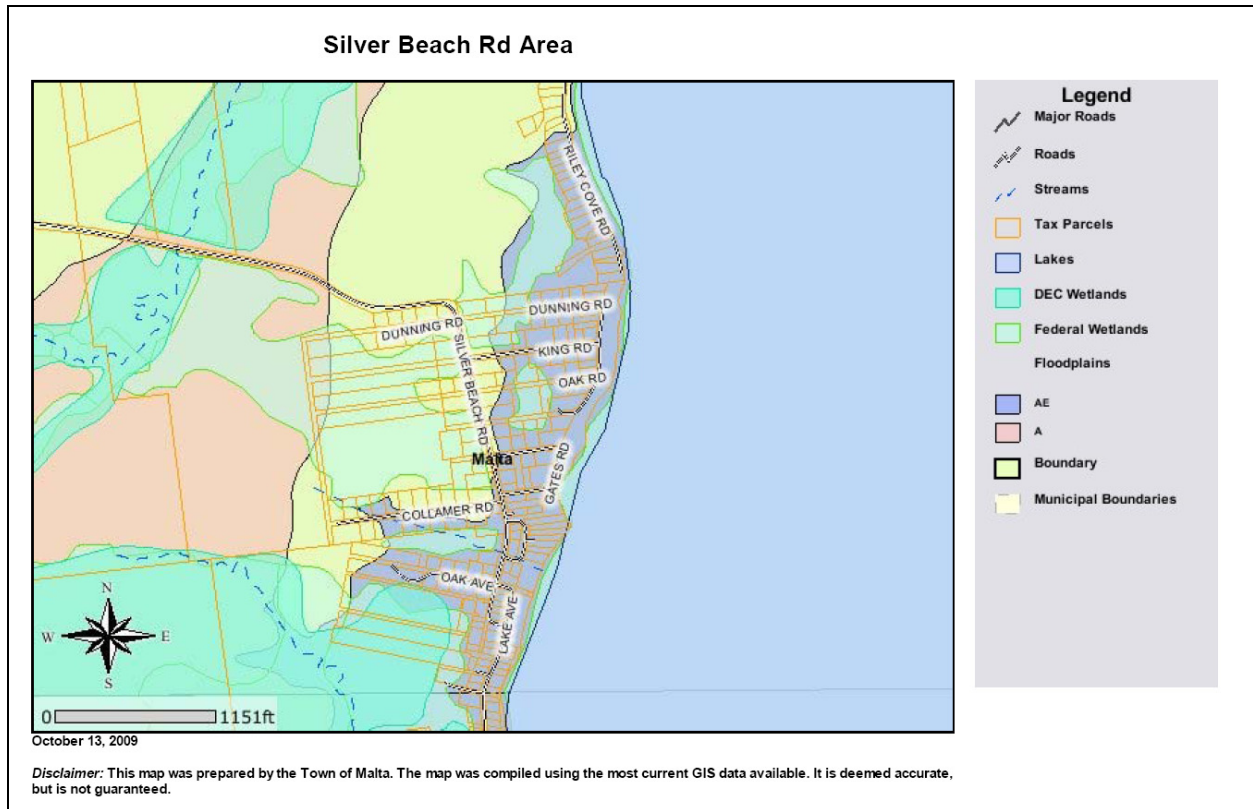 Silver Beach Rd Area
RILEY COVE RD
DUNNING RD
DUNNING RD
SILVER BEACH RD
KING RD
OAK RD
Malta
GATES RD
COLLAMER RD
OAK AVE
LAKE AVE
N
W E
S
0 1151ft
Legend
Major Roads
Roads
Streams
Tax Parcels
Lakes
DEC Wetlands
Federal Wetlands
Floodplains
AE
A
Boundary
Municipal Boundaries
October 13, 2009
Disclaimer: This map was prepared by the Town of Malta. The map was compiled using the most current GIS data available. It is deemed accurate,
but is not guaranteed.